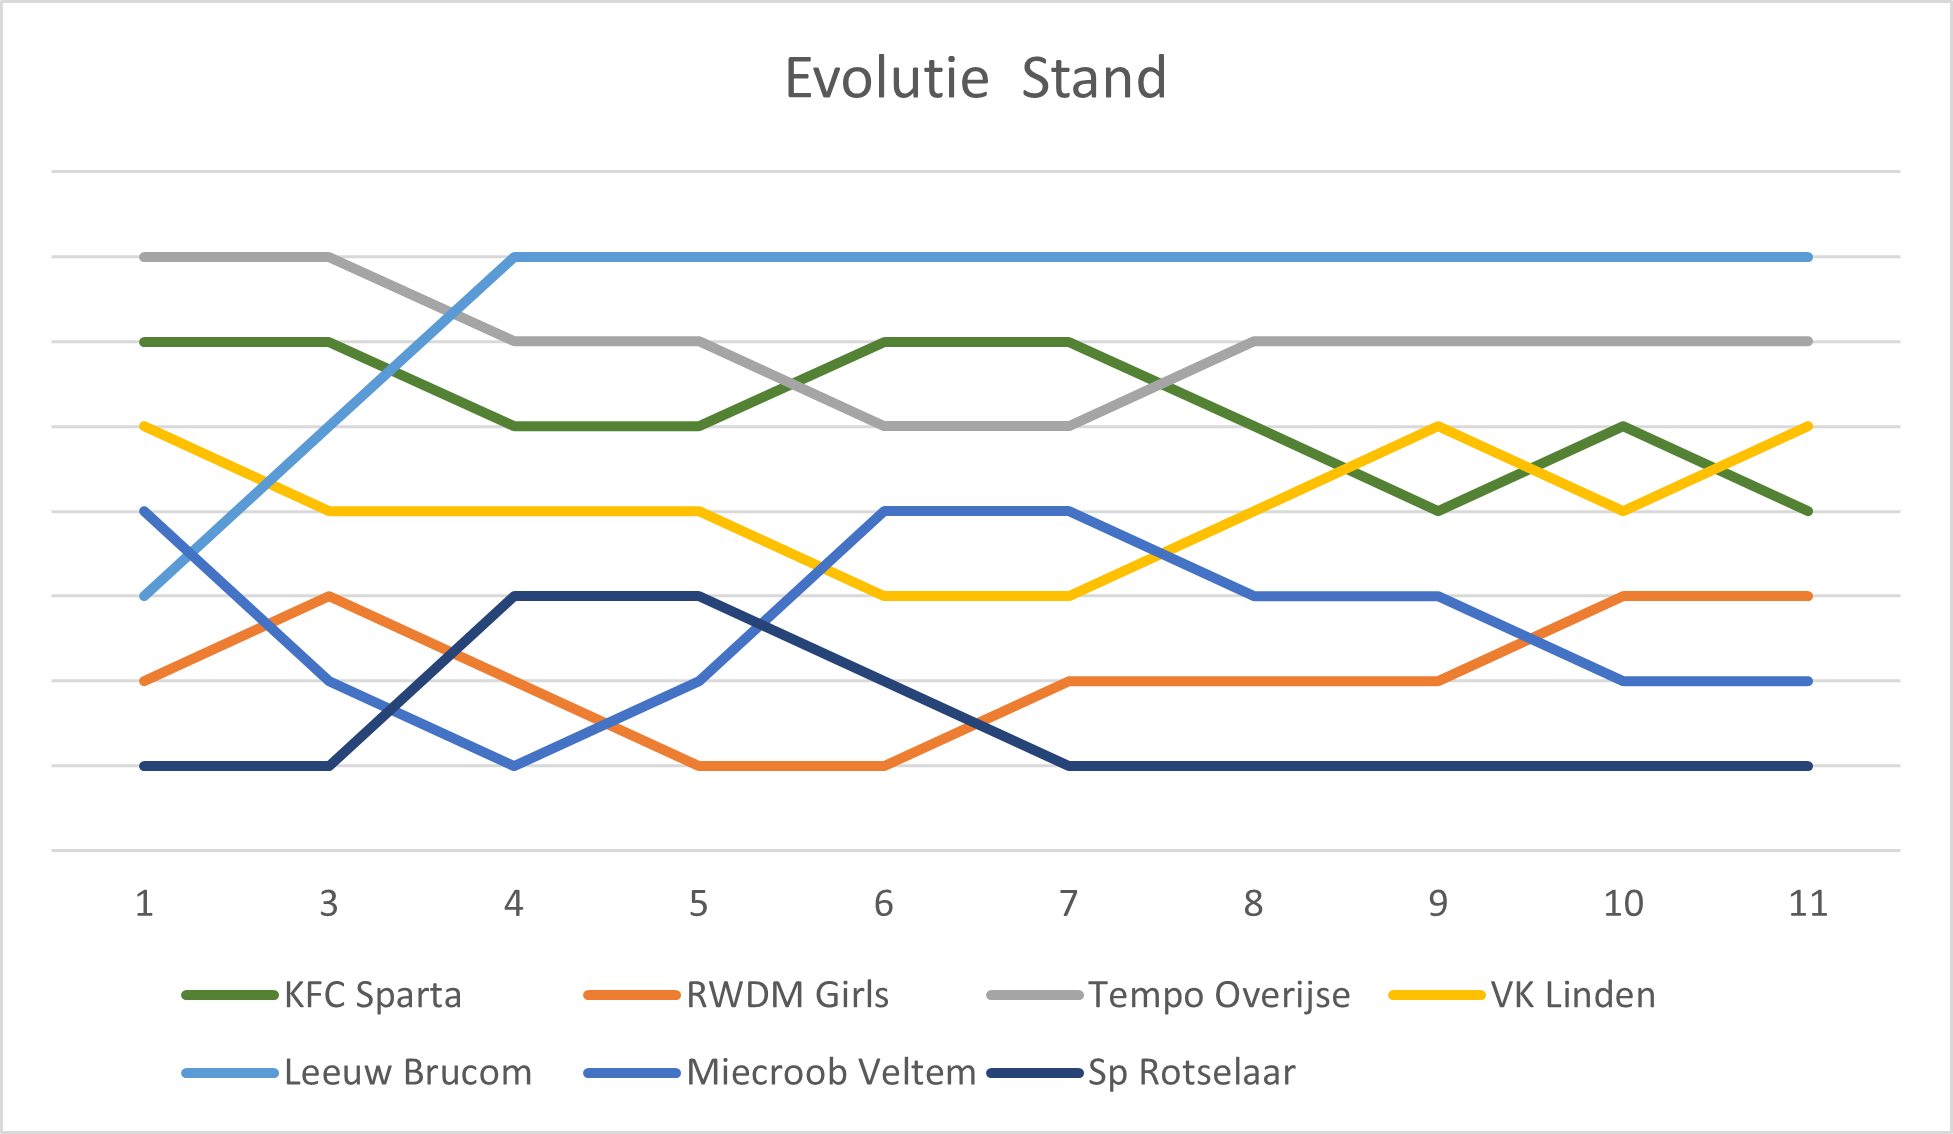 Evolutie Stand
1 3 4 5 6 7 8 9 10 11
KFC Sparta RWDM Girls Tempo Overijse VK Linden
Leeuw Brucom Miecroob Veltem Sp Rotselaar